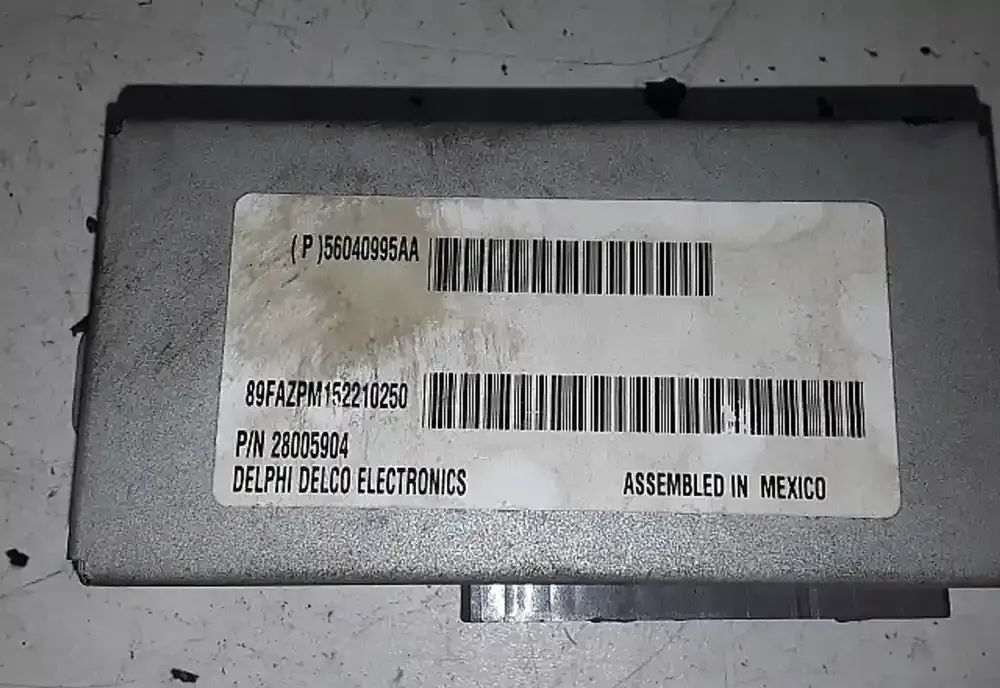 ( P )56040995AA
89FAZPM152210250
P/N 28005904
DELPHI DELCO ELECTRONICS
ASSEMBLED IN MEXICO